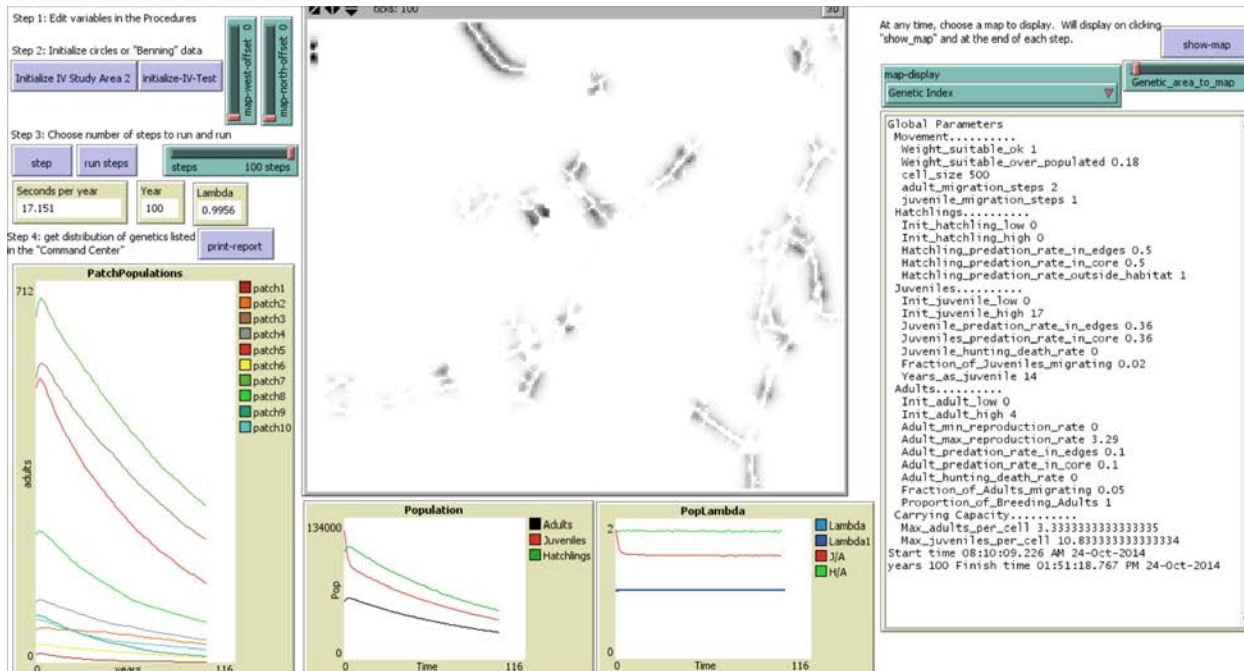 Step 1: Edit variables in the Procedures
Step 2: Initialize circles or "Benning" data
Initialize IV Study Area 2
initialize-IV-Test
map-west-offset 0
map-north-offset 0
Step 3: Choose number of steps to run and run
step
run steps
steps 100 steps
Seconds per year
17.151
Year
100
Lambda
0.9956
Step 4: get distribution of genetics listed
in the "Command Center"
print-report
PatchPopulations
712
adults
0
0
years
116
patch1
patch2
patch3
patch4
patch5
patch6
patch7
patch8
patch9
patch10
ticks: 100
3D
Population
134000
Pop
0
0
Time
116
Adults
Juveniles
Hatchlings
PopLambda
2
0
0
Time
116
Lambda
Lambda1
J/A
H/A
At any time, choose a map to display. Will display on clicking
"show_map" and at the end of each step.
show-map
map-display
Genetic Index
Genetic_area_to_map
Global Parameters
Movement..........
Weight_suitable_ok 1
Weight_suitable_over_populated 0.18
cell_size 500
adult_migration_steps 2
juvenile_migration_steps 1
Hatchlings..........
Init_hatchling_low 0
Init_hatchling_high 0
Hatchling_predation_rate_in_edges 0.5
Hatchling_predation_rate_in_core 0.5
Hatchling_predation_rate_outside_habitat 1
Juveniles..........
Init_juvenile_low 0
Init_juvenile_high 17
Juvenile_predation_rate_in_edges 0.36
Juveniles_predation_rate_in_core 0.36
Juvenile_hunting_death_rate 0
Fraction_of_Juveniles_migrating 0.02
Years_as_juvenile 14
Adults..........
Init_adult_low 0
Init_adult_high 4
Adult_min_reproduction_rate 0
Adult_max_reproduction_rate 3.29
Adult_predation_rate_in_edges 0.1
Adult_predation_rate_in_core 0.1
Adult_hunting_death_rate 0
Fraction_of_Adults_migrating 0.05
Proportion_of_Breeding_Adults 1
Carrying Capacity..........
Max_adults_per_cell 3.3333333333333335
Max_juveniles_per_cell 10.833333333333334
Start time 08:10:09.226 AM 24-Oct-2014
years 100 Finish time 01:51:18.767 PM 24-Oct-2014